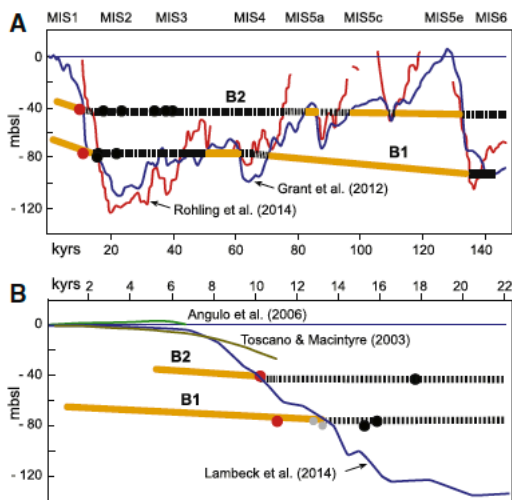 MIS1 MIS2 MIS3 MIS4 MIS5a MIS5c MIS5e MIS6
A
0
B2
- 40
mbsl
- 80
B1
Grant et al. (2012)
- 120
Rohling et al. (2014)
kyrs 20 40 60 80 100 120 140
B
kyrs 2 4 6 8 10 12 14 16 18 20 22
Angulo et al. (2006)
0
Toscano & Macintyre (2003)
B2
- 40
mbsl
B1
- 80
- 120
Lambeck et al. (2014)